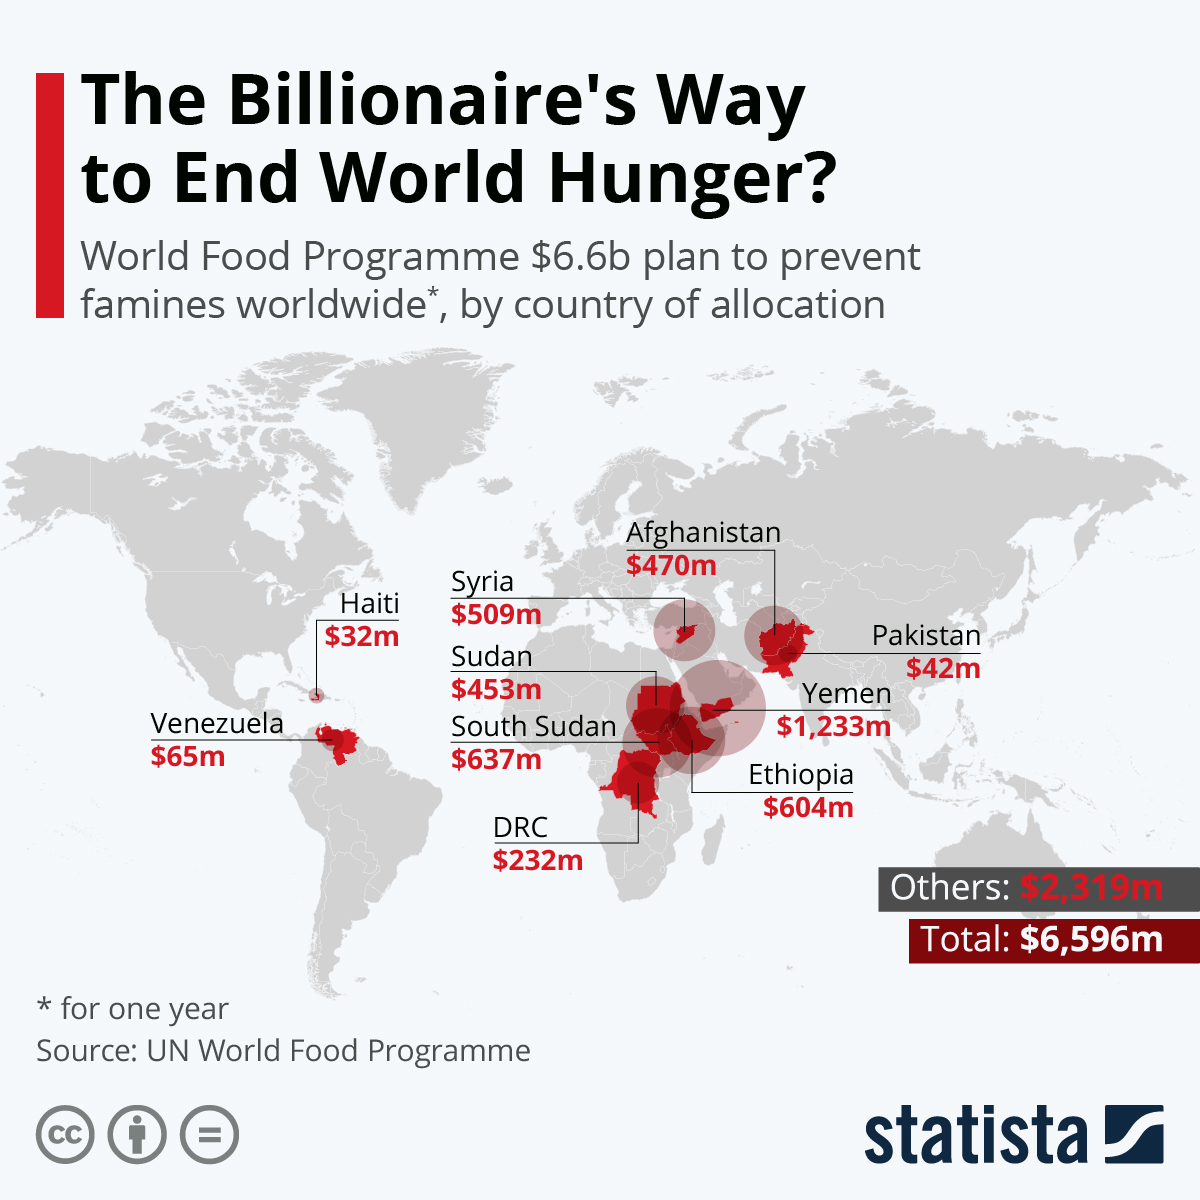 The Billionaire's Way
to End World Hunger?
World Food Programme $6.6b plan to prevent
famines worldwide*, by country of allocation
Afghanistan
$470m
Syria
$509m
Haiti
$32m
Pakistan
$42m
Sudan
$453m
Yemen
$1,233m
Venezuela
$65m
South Sudan
$637m
Ethiopia
$604m
DRC
$232m
Others: $2,319m
Total: $6,596m
* for one year
Source: UN World Food Programme
cc
statista